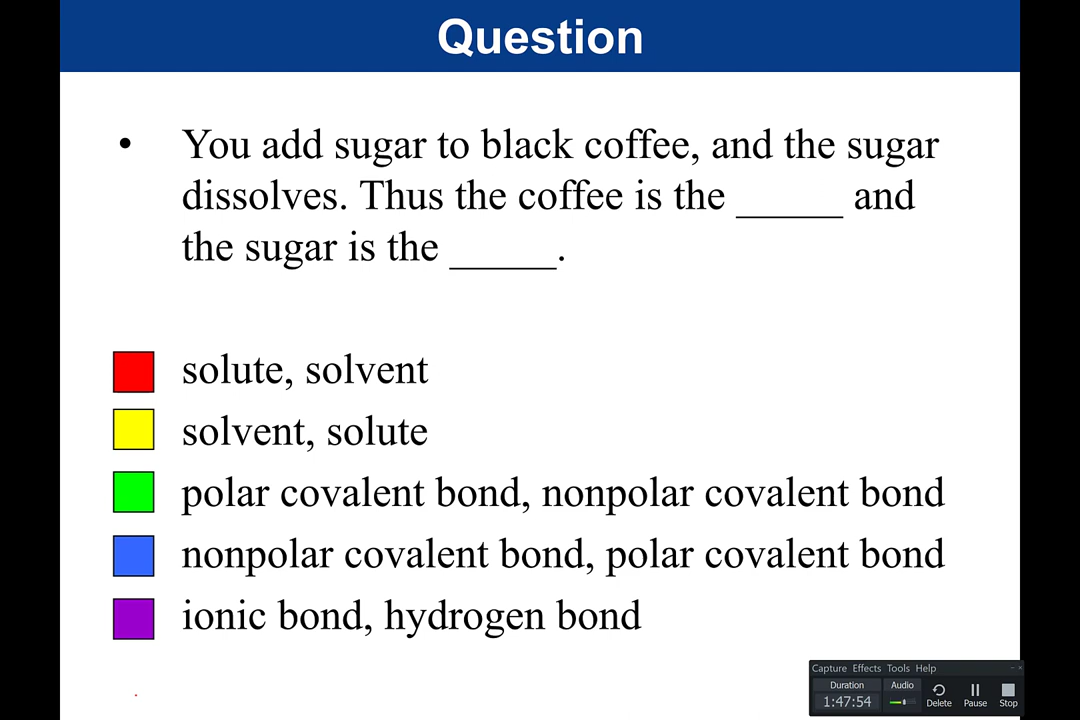 Question
• You add sugar to black coffee, and the sugar
dissolves. Thus the coffee is the _____ and
the sugar is the _____.
solute, solvent
solvent, solute
polar covalent bond, nonpolar covalent bond
nonpolar covalent bond, polar covalent bond
ionic bond, hydrogen bond
Capture Effects Tools Help
Duration Audio
1:47:54 Delete Pause Stop